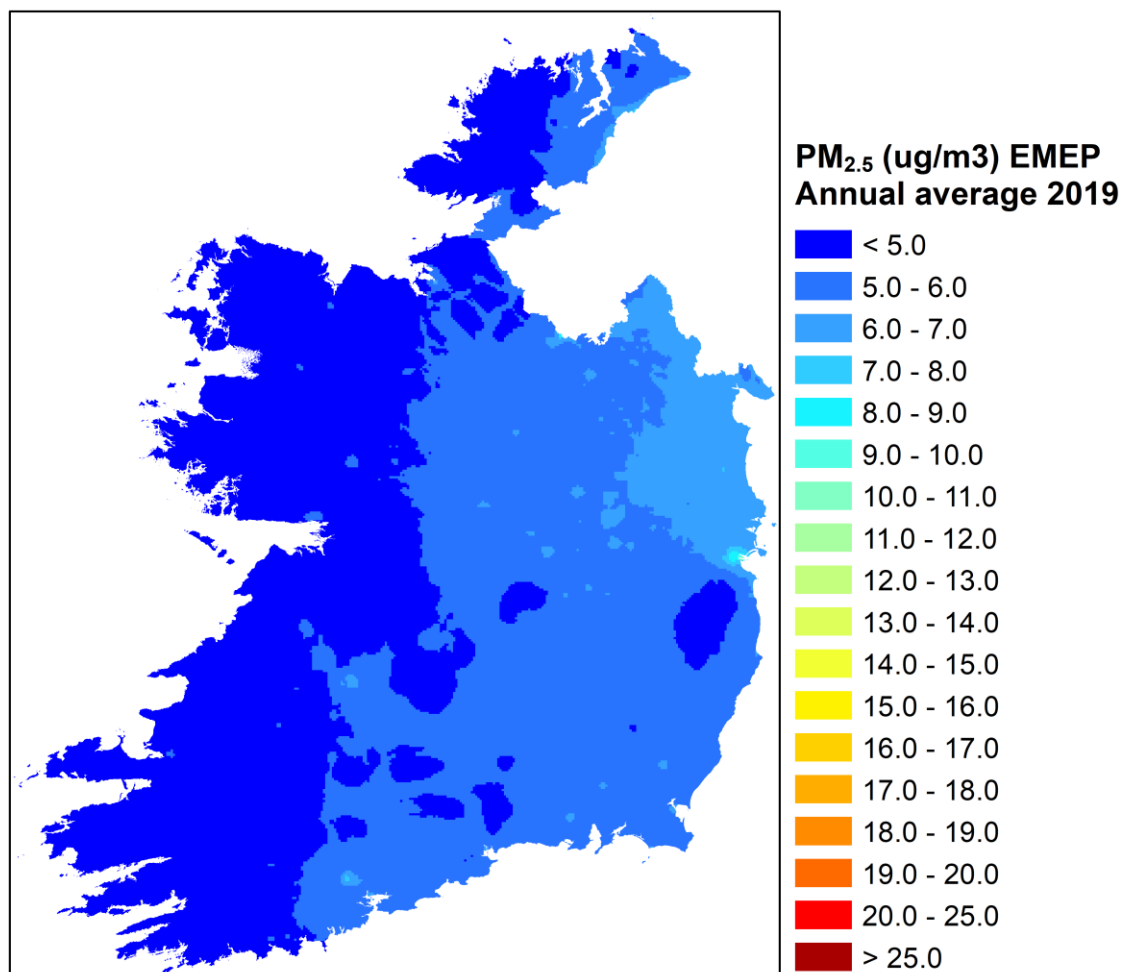 PM2.5 (ug/m3) EMEP
Annual average 2019
< 5.0
5.0 - 6.0
6.0 - 7.0
7.0 - 8.0
8.0 - 9.0
9.0 - 10.0
10.0 - 11.0
11.0 - 12.0
12.0 - 13.0
13.0 - 14.0
14.0 - 15.0
15.0 - 16.0
16.0 - 17.0
17.0 - 18.0
18.0 - 19.0
19.0 - 20.0
20.0 - 25.0
> 25.0